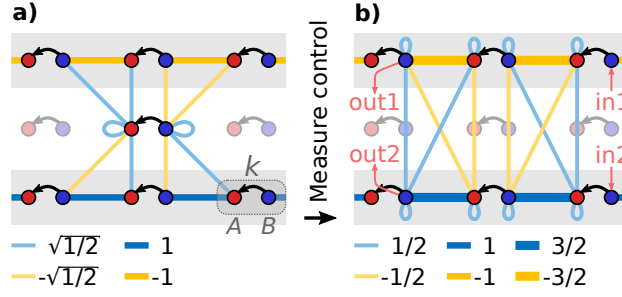 a)
k
A B
√1/2 1
-√1/2 -1
Measure control
b)
out1 in1
out2 in2
1/2 1 3/2
-1/2 -1 -3/2